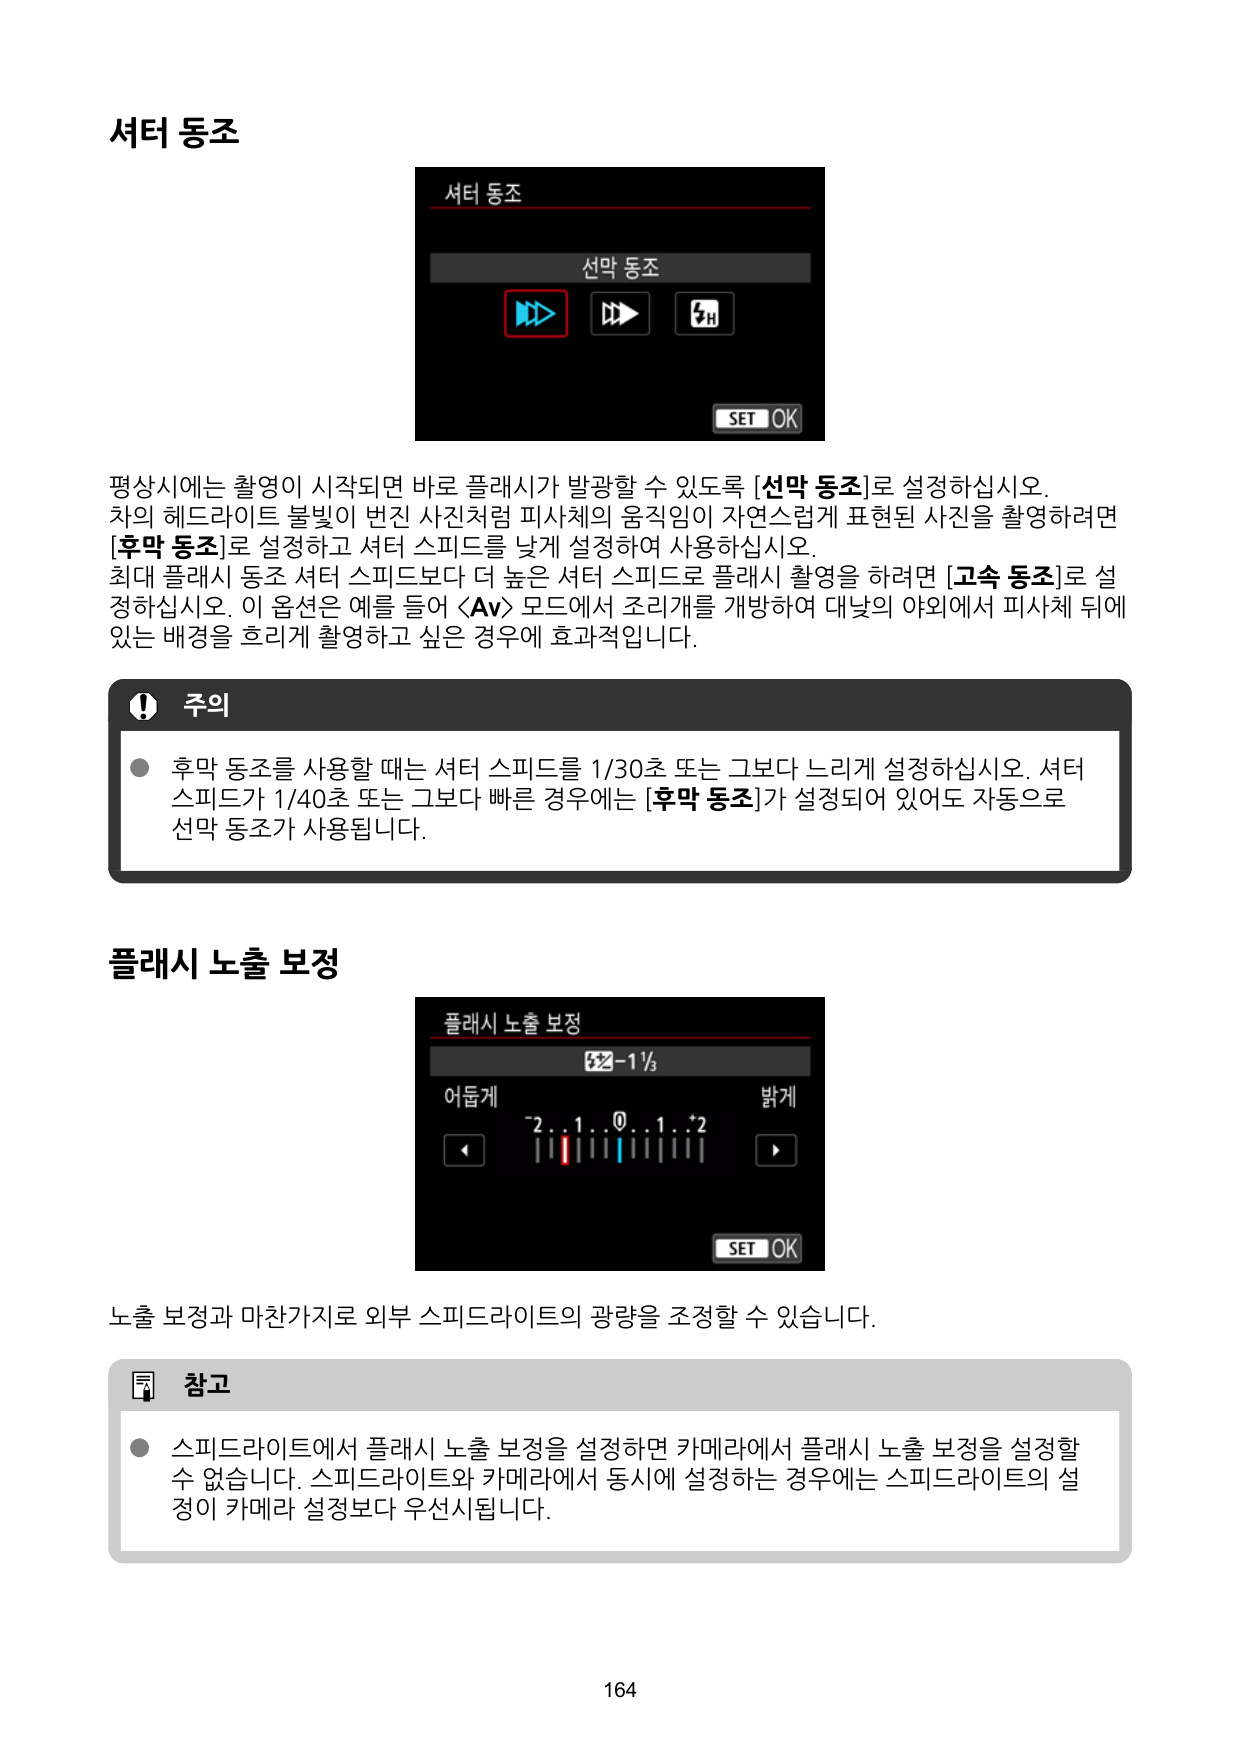 셔터 동조
셔터 동조
선막 동조
SET OK
평상시에는 촬영이 시작되면 바로 플래시가 발광할 수 있도록 [선막 동조]로 설정하십시오.
차의 헤드라이트 불빛이 번진 사진처럼 피사체의 움직임이 자연스럽게 표현된 사진을 촬영하려면
[후막 동조]로 설정하고 셔터 스피드를 낮게 설정하여 사용하십시오.
최대 플래시 동조 셔터 스피드보다 더 높은 셔터 스피드로 플래시 촬영을 하려면 [고속 동조]로 설
정하십시오. 이 옵션은 예를 들어 〈Av〉 모드에서 조리개를 개방하여 대낮의 야외에서 피사체 뒤에
있는 배경을 흐리게 촬영하고 싶은 경우에 효과적입니다.
주의
● 후막 동조를 사용할 때는 셔터 스피드를 1/30초 또는 그보다 느리게 설정하십시오. 셔터
스피드가 1/40초 또는 그보다 빠른 경우에는 [후막 동조]가 설정되어 있어도 자동으로
선막 동조가 사용됩니다.
플래시 노출 보정
플래시 노출 보정
−1⅓
어둡게 밝게
−2..1..0..1..+2
SET OK
노출 보정과 마찬가지로 외부 스피드라이트의 광량을 조정할 수 있습니다.
참고
● 스피드라이트에서 플래시 노출 보정을 설정하면 카메라에서 플래시 노출 보정을 설정할
수 없습니다. 스피드라이트와 카메라에서 동시에 설정하는 경우에는 스피드라이트의 설
정이 카메라 설정보다 우선시됩니다.
164